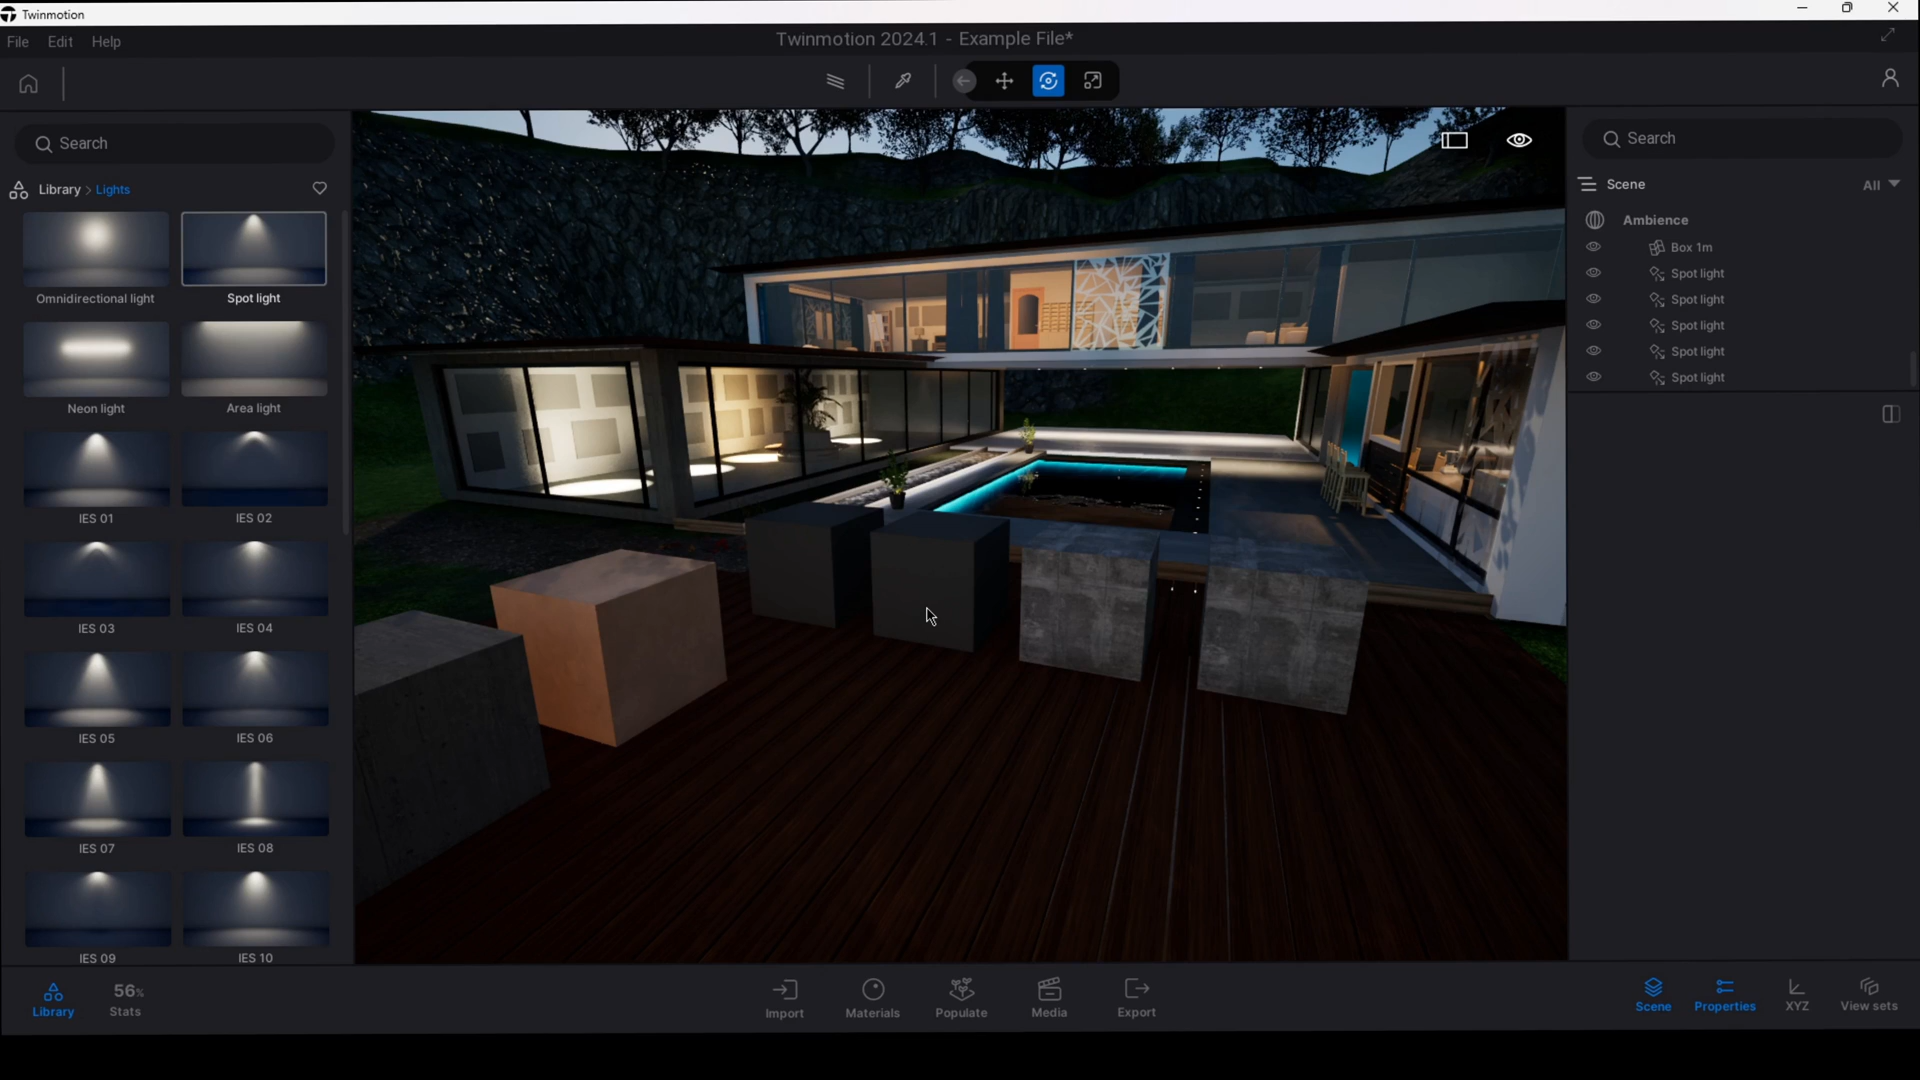 Twinmotion
File Edit Help
Twinmotion 2024.1 - Example File*
Search
Library > Lights
Omnidirectional light
Spot light
Neon light
Area light
IES 01
IES 02
IES 03
IES 04
IES 05
IES 06
IES 07
IES 08
IES 09
IES 10
Search
Scene
All
Ambience
Box 1m
Spot light
Spot light
Spot light
Spot light
Spot light
Library
56%
Stats
Import
Materials
Populate
Media
Export
Scene
Properties
XYZ
View sets